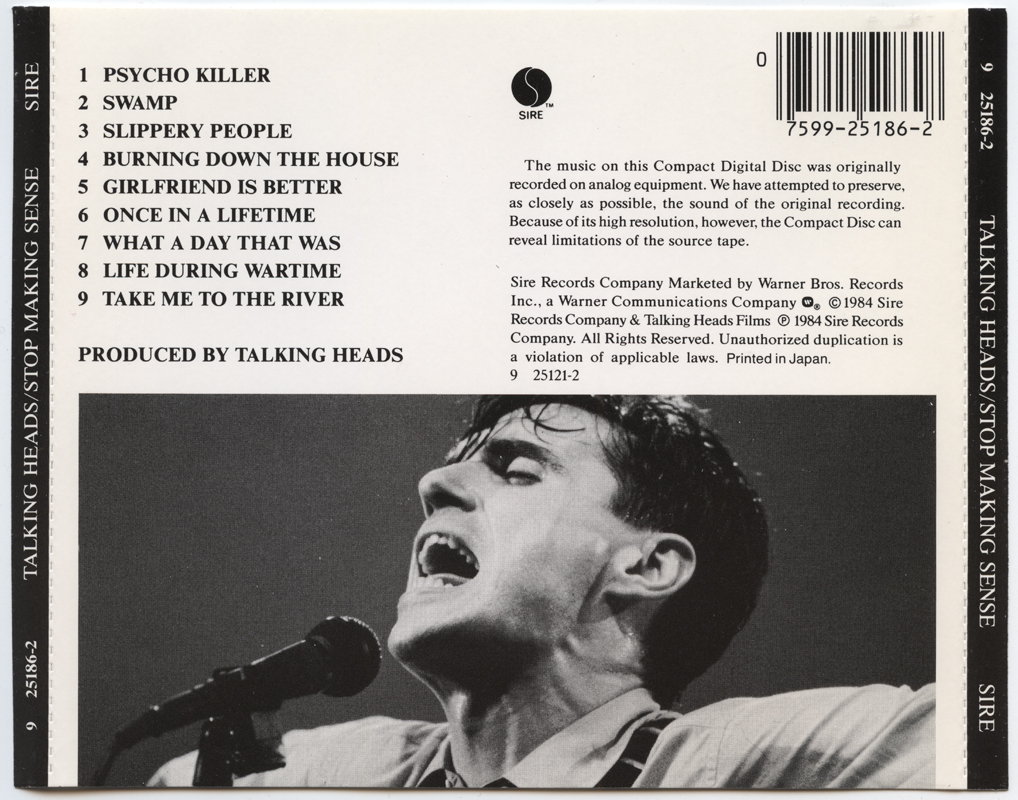 SIRE
TALKING HEADS/STOP MAKING SENSE
9 25186-2
1 PSYCHO KILLER
2 SWAMP
3 SLIPPERY PEOPLE
4 BURNING DOWN THE HOUSE
5 GIRLFRIEND IS BETTER
6 ONCE IN A LIFETIME
7 WHAT A DAY THAT WAS
8 LIFE DURING WARTIME
9 TAKE ME TO THE RIVER
PRODUCED BY TALKING HEADS
TM
SIRE
0
7599-25186-2
The music on this Compact Digital Disc was originally
recorded on analog equipment. We have attempted to preserve,
as closely as possible, the sound of the original recording.
Because of its high resolution, however, the Compact Disc can
reveal limitations of the source tape.
Sire Records Company Marketed by Warner Bros. Records
Inc., a Warner Communications Company ® © 1984 Sire
Records Company & Talking Heads Films ℗ 1984 Sire Records
Company. All Rights Reserved. Unauthorized duplication is
a violation of applicable laws. Printed in Japan.
9 25121-2
9 25186-2
TALKING HEADS/STOP MAKING SENSE
SIRE